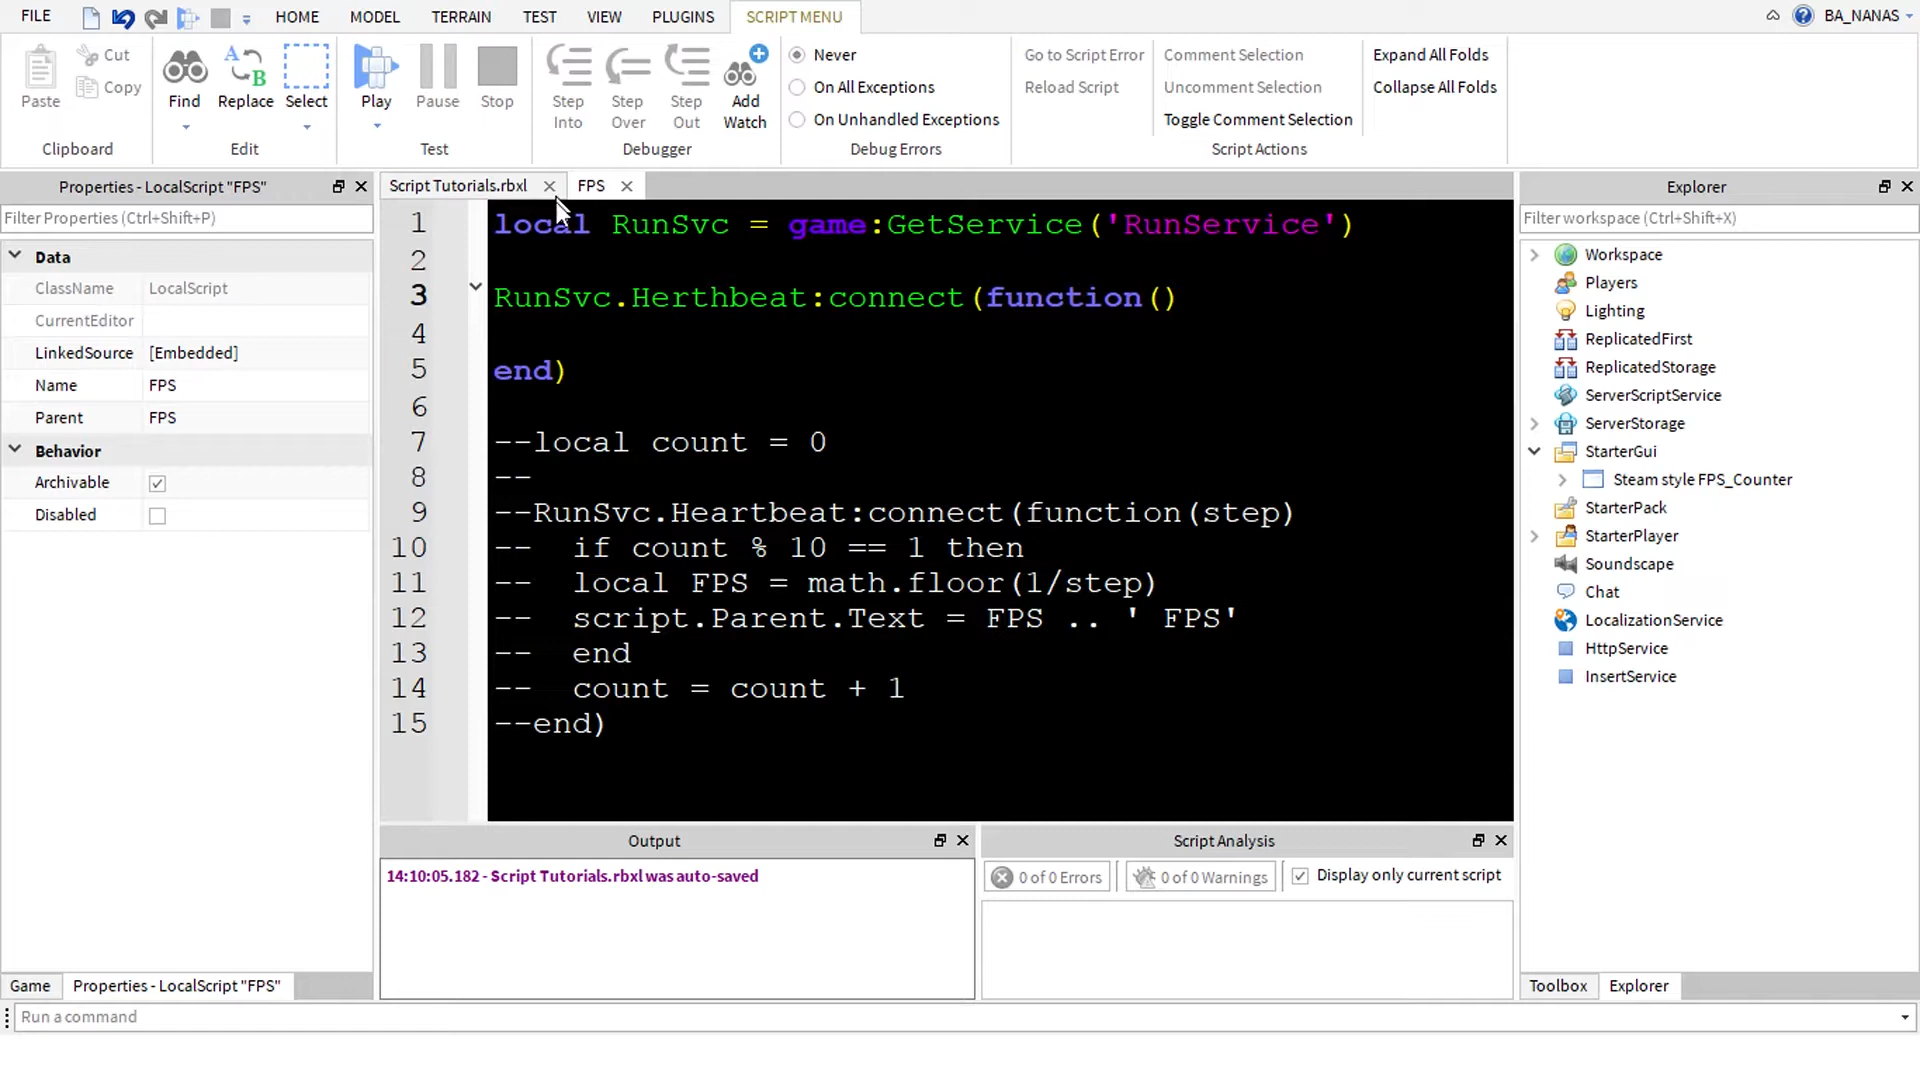 FILE HOME MODEL TERRAIN TEST VIEW PLUGINS SCRIPT MENU BA_NANAS
Paste Cut Copy
Clipboard
Find Replace Select
Edit
Play Pause Stop
Test
Step Into Step Over Step Out Add Watch
Debugger
Never
On All Exceptions
On Unhandled Exceptions
Debug Errors
Go to Script Error
Reload Script
Comment Selection
Uncomment Selection
Toggle Comment Selection
Script Actions
Expand All Folds
Collapse All Folds
Properties - LocalScript "FPS"
Filter Properties (Ctrl+Shift+P)
Data
ClassName LocalScript
CurrentEditor
LinkedSource [Embedded]
Name FPS
Parent FPS
Behavior
Archivable
Disabled
Game Properties - LocalScript "FPS"
Script Tutorials.rbxl FPS
1 local RunSvc = game:GetService('RunService')
2
3 RunSvc.Herthbeat:connect(function()
4
5 end)
6
7 --local count = 0
8 --
9 --RunSvc.Heartbeat:connect(function(step)
10 -- if count % 10 == 1 then
11 -- local FPS = math.floor(1/step)
12 -- script.Parent.Text = FPS .. ' FPS'
13 -- end
14 -- count = count + 1
15 --end)
Output
14:10:05.182 - Script Tutorials.rbxl was auto-saved
Script Analysis
0 of 0 Errors 0 of 0 Warnings Display only current script
Explorer
Filter workspace (Ctrl+Shift+X)
Workspace
Players
Lighting
ReplicatedFirst
ReplicatedStorage
ServerScriptService
ServerStorage
StarterGui
Steam style FPS_Counter
StarterPack
StarterPlayer
Soundscape
Chat
LocalizationService
HttpService
InsertService
Toolbox Explorer
Run a command